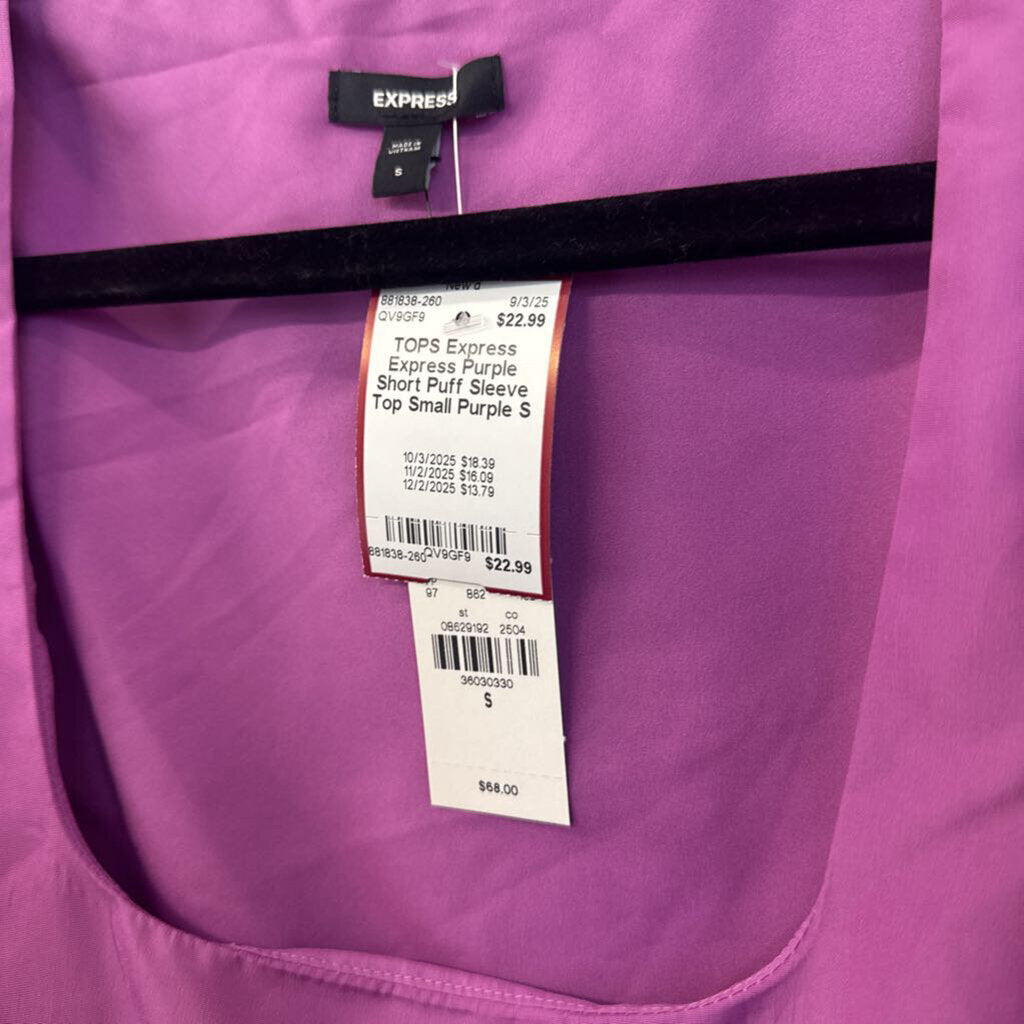 EXPRESS
MADE IN
VIETNAM
S
New
881838-260 9/3/25
QV9GF9 $22.99
TOPS Express
Express Purple
Short Puff Sleeve
Top Small Purple S
10/3/2025 $18.39
11/2/2025 $16.09
12/2/2025 $13.79
881838-260 QV9GF9 $22.99
97 862
st co
08629192 2504
36030330
S
$68.00